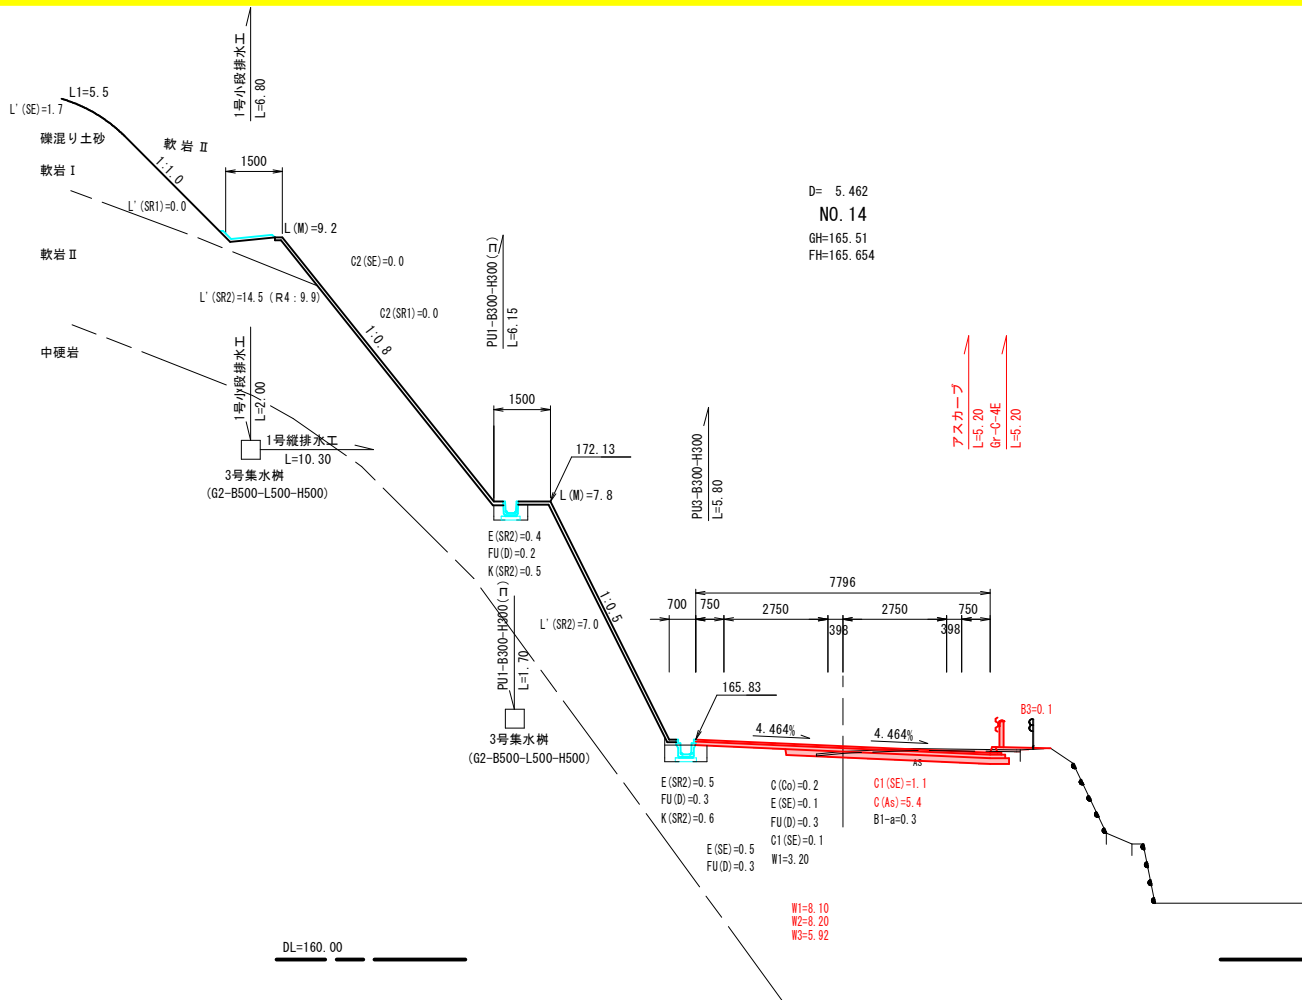 1号小段排水工
L=6.80
L1=5.5
L'(SE)=1.7
礫混り土砂
軟岩Ⅱ
軟岩Ⅰ
1:1.0
1500
L'(SR1)=0.0
L(M)=9.2
D= 5.462
NO.14
GH=165.51
FH=165.654
軟岩Ⅱ
C2(SE)=0.0
L'(SR2)=14.5 (R4:9.9)
C2(SR1)=0.0
PU1-B300-H300(口)
L=6.15
1:0.8
中硬岩
1号小段排水工
L=2.00
1号縦排水工
L=10.30
3号集水桝
(G2-B500-L500-H500)
1500
172.13
L(M)=7.8
PU3-B300-H300
L=5.80
アスカーブ
L=5.20
Gr-C-4E
L=5.20
E(SR2)=0.4
FU(D)=0.2
K(SR2)=0.5
PU1-B300-H300(口)
L=1.70
1:0.5
L'(SR2)=7.0
7796
700
750
2750
2750
750
398
398
165.83
4.464%
4.464%
B3=0.1
AS
3号集水桝
(G2-B500-L500-H500)
E(SR2)=0.5
FU(D)=0.3
K(SR2)=0.6
C(Co)=0.2
E(SE)=0.1
FU(D)=0.3
C1(SE)=0.1
W1=3.20
C1(SE)=1.1
C(As)=5.4
B1-a=0.3
E(SE)=0.5
FU(D)=0.3
W1=8.10
W2=8.20
W3=5.92
DL=160.00